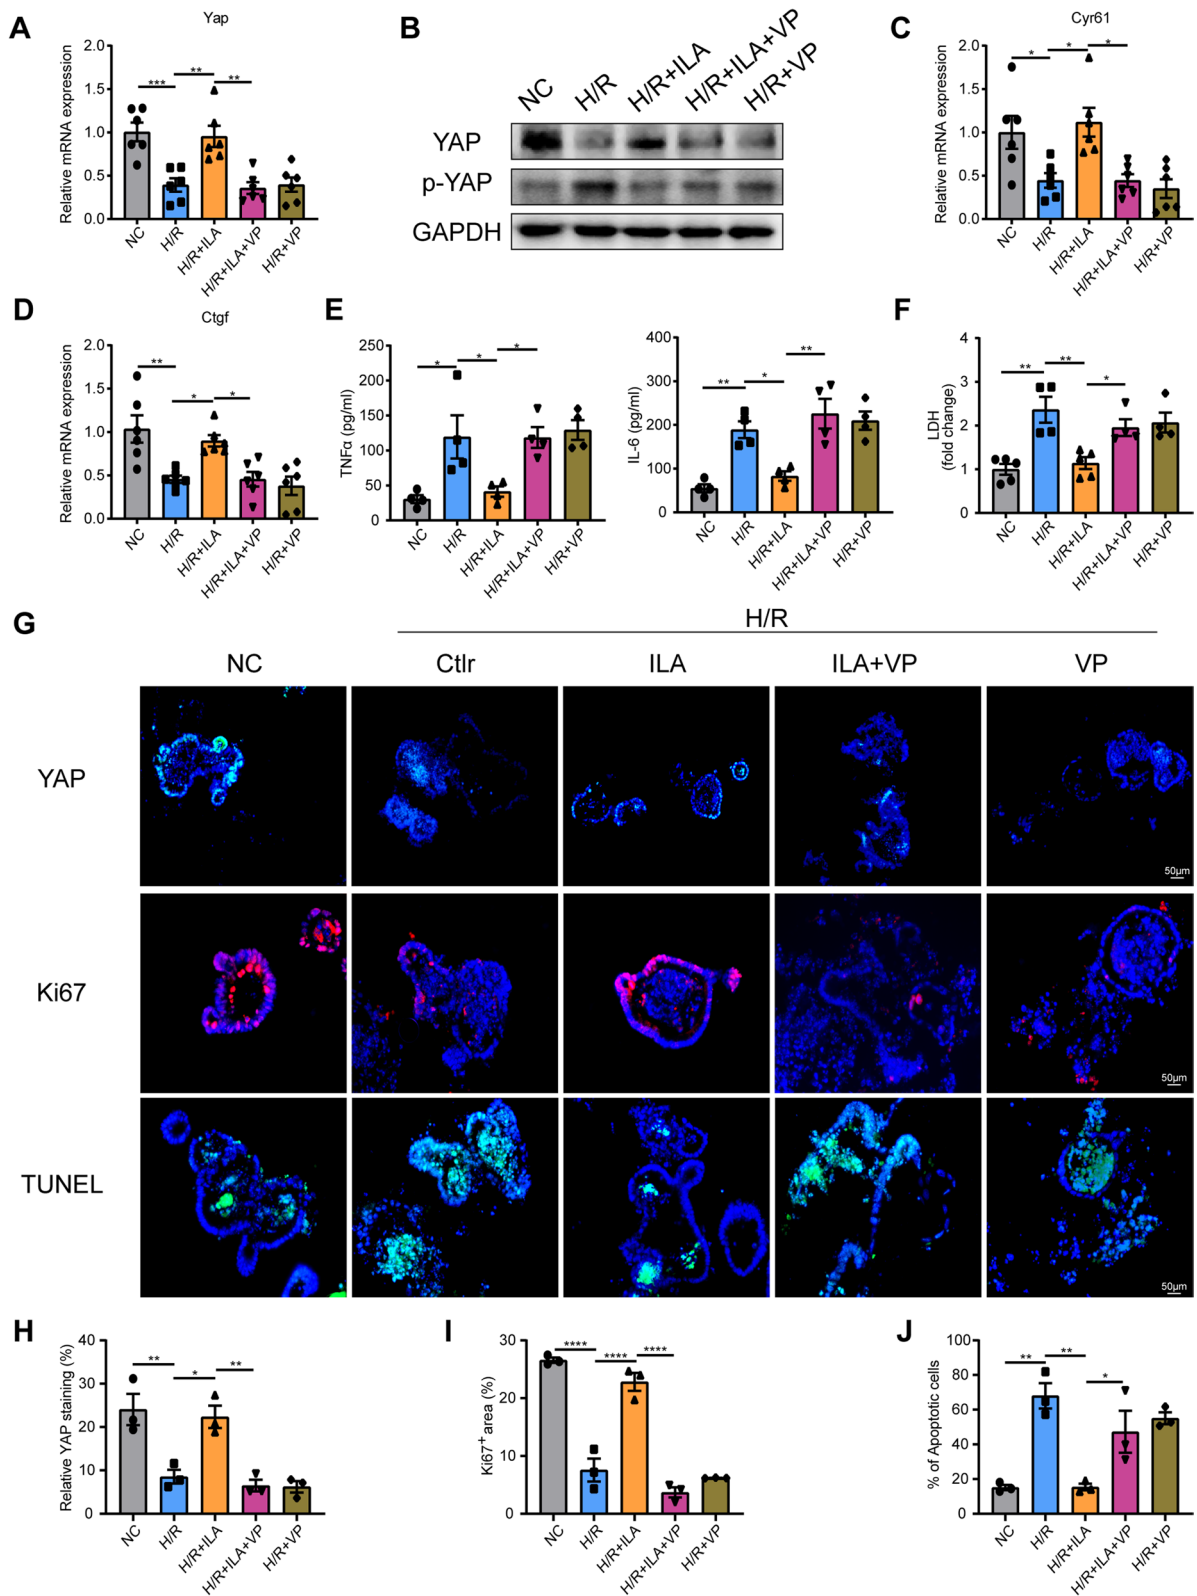 A
Yap
Relative mRNA expression
2.0
1.5
1.0
0.5
0.0
***
**
**
NC
H/R
H/R+ILA
H/R+ILA+VP
H/R+VP
B
NC
H/R
H/R+ILA
H/R+ILA+VP
H/R+VP
YAP
p-YAP
GAPDH
C
Cyr61
Relative mRNA expression
2.0
1.5
1.0
0.5
0.0
*
*
*
NC
H/R
H/R+ILA
H/R+ILA+VP
H/R+VP
D
Ctgf
Relative mRNA expression
2.0
1.5
1.0
0.5
0.0
**
*
*
NC
H/R
H/R+ILA
H/R+ILA+VP
H/R+VP
E
TNFα (pg/ml)
250
200
150
100
50
0
*
*
*
NC
H/R
H/R+ILA
H/R+ILA+VP
H/R+VP
IL-6 (pg/ml)
400
300
200
100
0
**
*
**
NC
H/R
H/R+ILA
H/R+ILA+VP
H/R+VP
F
LDH
(fold change)
4
3
2
1
0
**
**
*
NC
H/R
H/R+ILA
H/R+ILA+VP
H/R+VP
G
H/R
NC
Ctlr
ILA
ILA+VP
VP
YAP
50μm
Ki67
50μm
TUNEL
50μm
H
Relative YAP staining (%)
40
30
20
10
0
**
*
**
NC
H/R
H/R+ILA
H/R+ILA+VP
H/R+VP
I
Ki67+ area (%)
30
20
10
0
****
****
****
NC
H/R
H/R+ILA
H/R+ILA+VP
H/R+VP
J
% of Apoptotic cells
100
80
60
40
20
0
**
**
*
NC
H/R
H/R+ILA
H/R+ILA+VP
H/R+VP